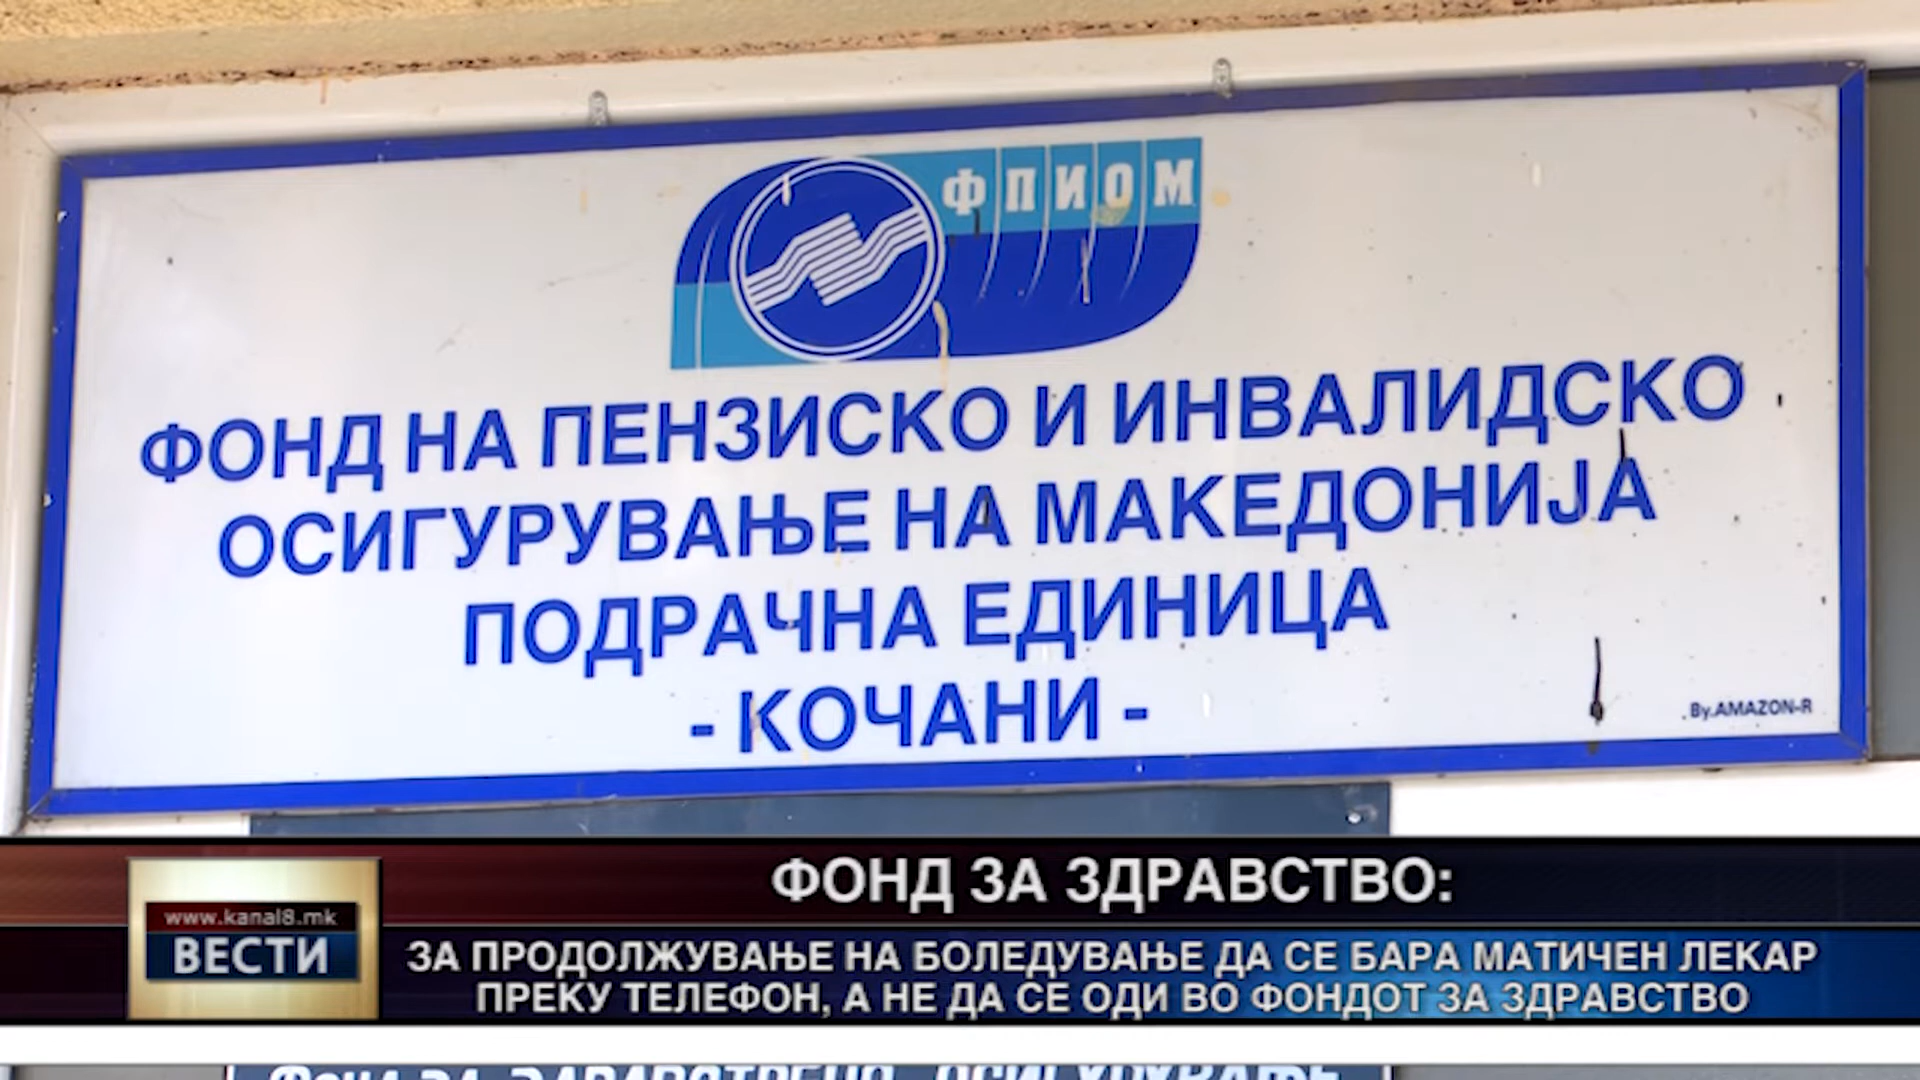 ФПИОМ
ФОНД НА ПЕНЗИСКО И ИНВАЛИДСКО
ОСИГУРУВАЊЕ НА МАКЕДОНИЈА
ПОДРАЧНА ЕДИНИЦА
- КОЧАНИ -
By.AMAZON-R
ФОНД ЗА ЗДРАВСТВО:
www.kanal8.mk
ВЕСТИ
ЗА ПРОДОЛЖУВАЊЕ НА БОЛЕДУВАЊЕ ДА СЕ БАРА МАТИЧЕН ЛЕКАР
ПРЕКУ ТЕЛЕФОН, А НЕ ДА СЕ ОДИ ВО ФОНДОТ ЗА ЗДРАВСТВО